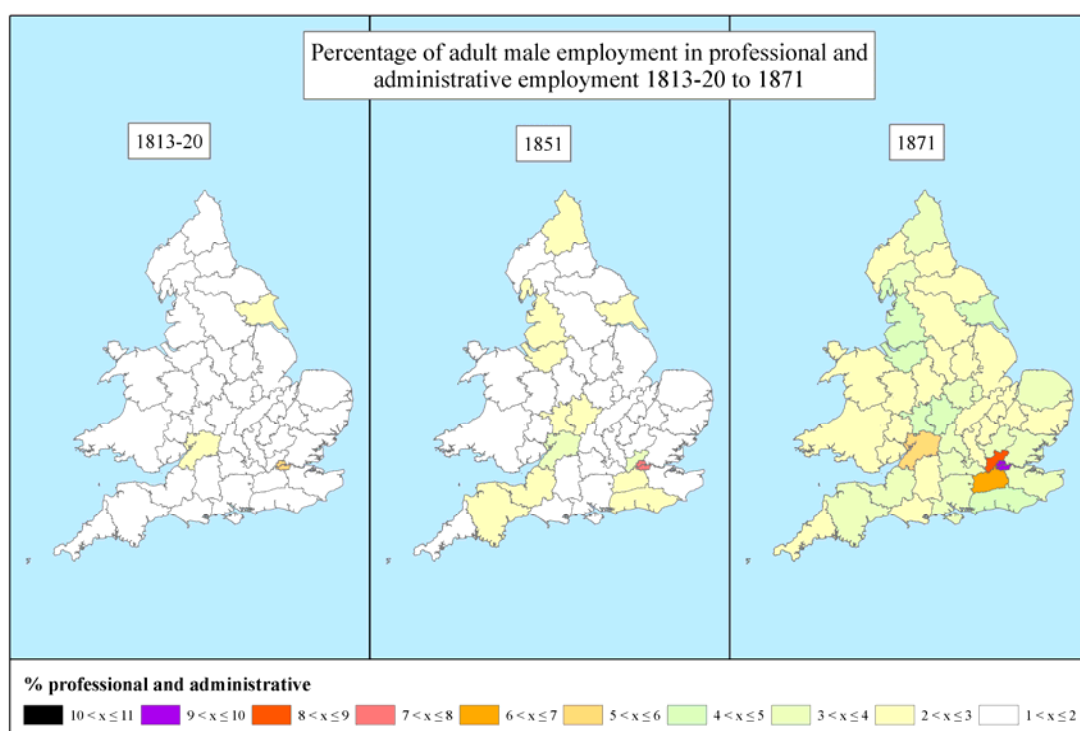 Percentage of adult male employment in professional and
administrative employment 1813-20 to 1871
1813-20
1851
1871
% professional and administrative
10 < x ≤ 11
9 < x ≤ 10
8 < x ≤ 9
7 < x ≤ 8
6 < x ≤ 7
5 < x ≤ 6
4 < x ≤ 5
3 < x ≤ 4
2 < x ≤ 3
1 < x ≤ 2